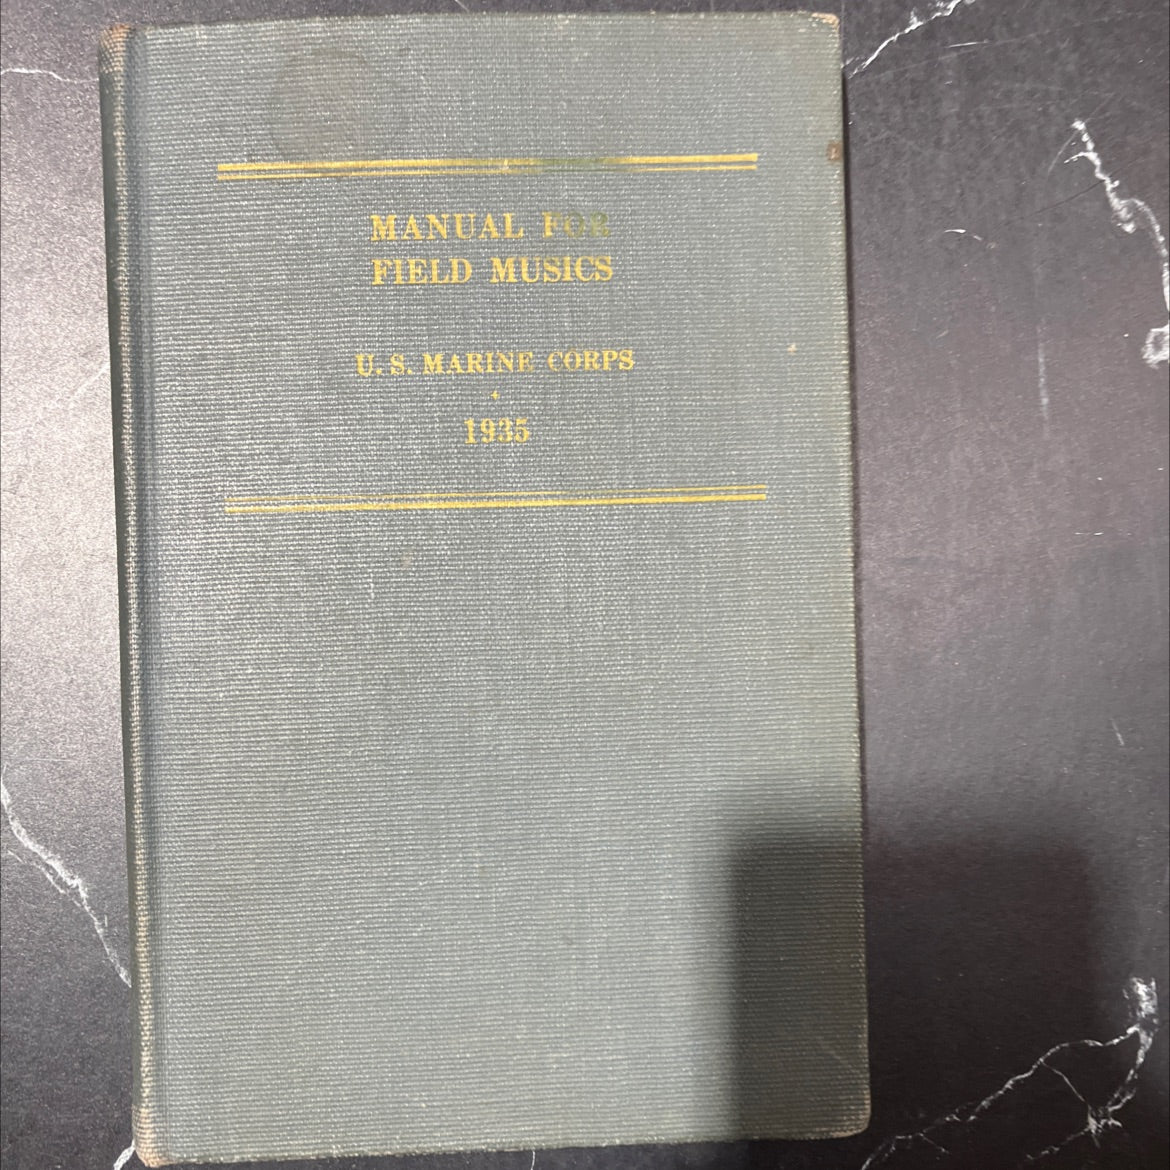 MANUAL FOR
FIELD MUSICS
U. S. MARINE CORPS
1935